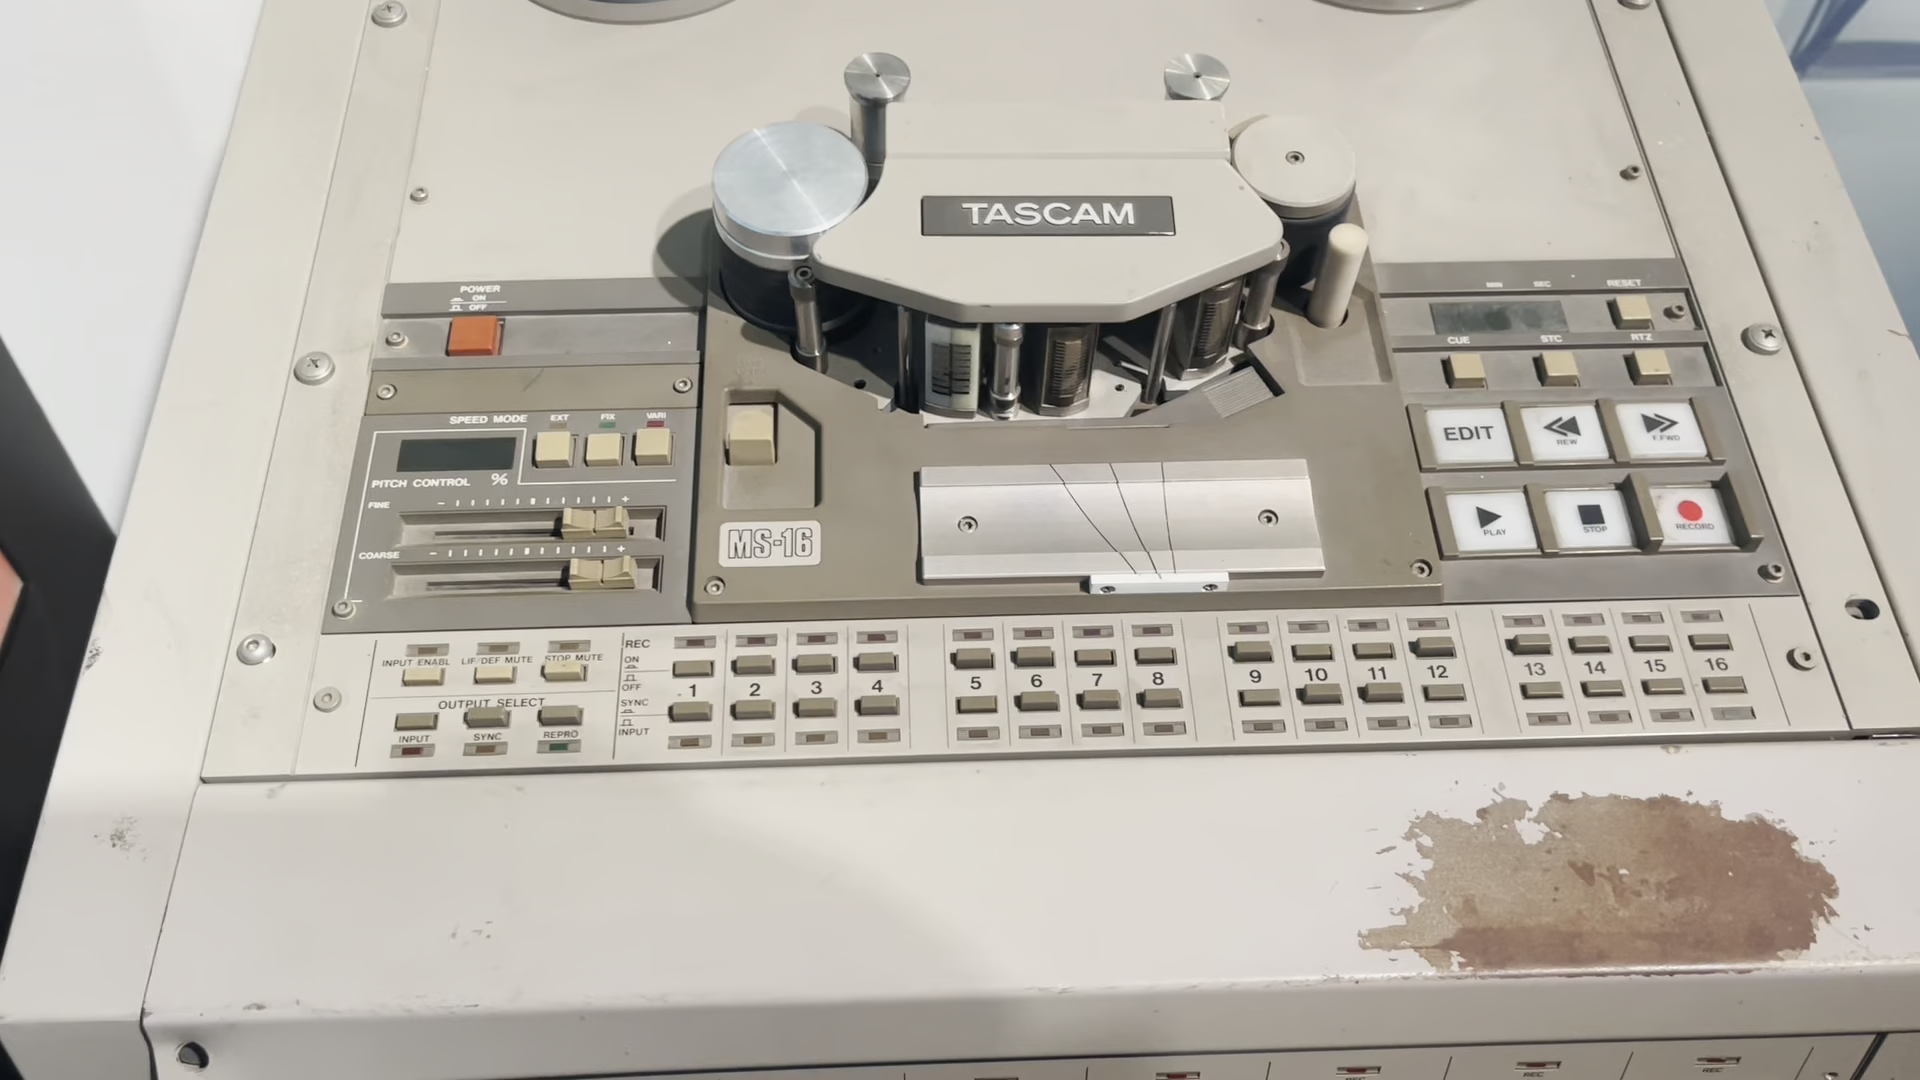 TASCAM
POWER
ON
OFF
MIN SEC RESET
CUE STC RTZ
SPEED MODE EXT FIX VARI
PITCH CONTROL %
FINE - +
COARSE - +
MS-16
EDIT REW F.FWD
PLAY STOP RECORD
INPUT ENABL LIF/DEF MUTE STOP MUTE
OUTPUT SELECT
INPUT SYNC REPRO
REC
ON
OFF
SYNC
INPUT
1 2 3 4 5 6 7 8 9 10 11 12 13 14 15 16
REC REC REC